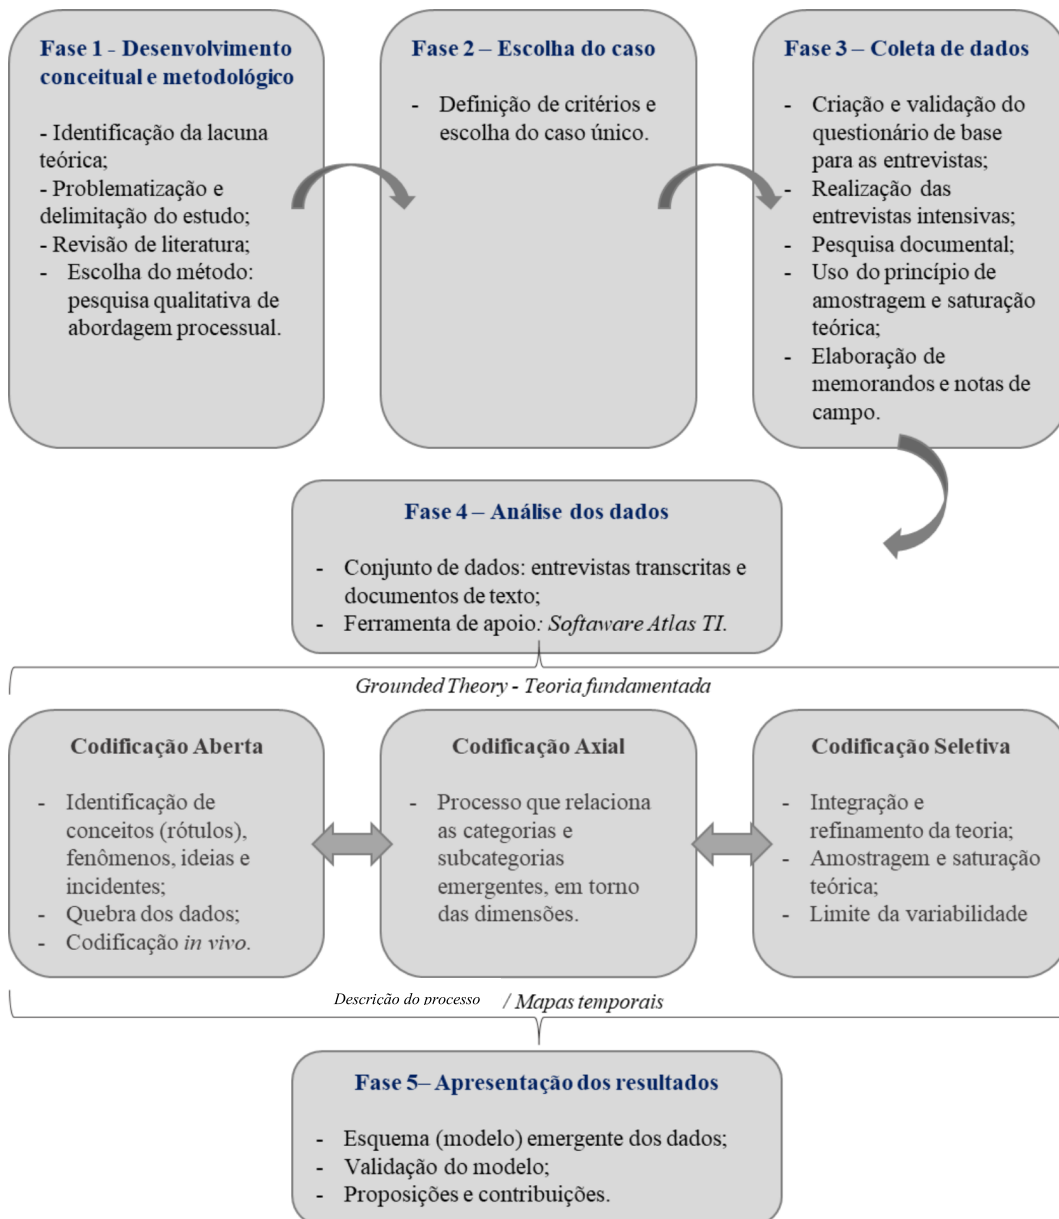 Fase 1 - Desenvolvimento
conceitual e metodológico
- Identificação da lacuna
teórica;
- Problematização e
delimitação do estudo;
- Revisão de literatura;
- Escolha do método:
pesquisa qualitativa de
abordagem processual.
Fase 2 – Escolha do caso
- Definição de critérios e
escolha do caso único.
Fase 3 – Coleta de dados
- Criação e validação do
questionário de base
para as entrevistas;
- Realização das
entrevistas intensivas;
- Pesquisa documental;
- Uso do princípio de
amostragem e saturação
teórica;
- Elaboração de
memorandos e notas de
campo.
Fase 4 – Análise dos dados
- Conjunto de dados: entrevistas transcritas e
documentos de texto;
- Ferramenta de apoio: Softaware Atlas TI.
Grounded Theory - Teoria fundamentada
Codificação Aberta
- Identificação de
conceitos (rótulos),
fenômenos, ideias e
incidentes;
- Quebra dos dados;
- Codificação in vivo.
Codificação Axial
- Processo que relaciona
as categorias e
subcategorias
emergentes, em torno
das dimensões.
Codificação Seletiva
- Integração e
refinamento da teoria;
- Amostragem e saturação
teórica;
- Limite da variabilidade
Descrição do processo / Mapas temporais
Fase 5– Apresentação dos resultados
- Esquema (modelo) emergente dos dados;
- Validação do modelo;
- Proposições e contribuições.